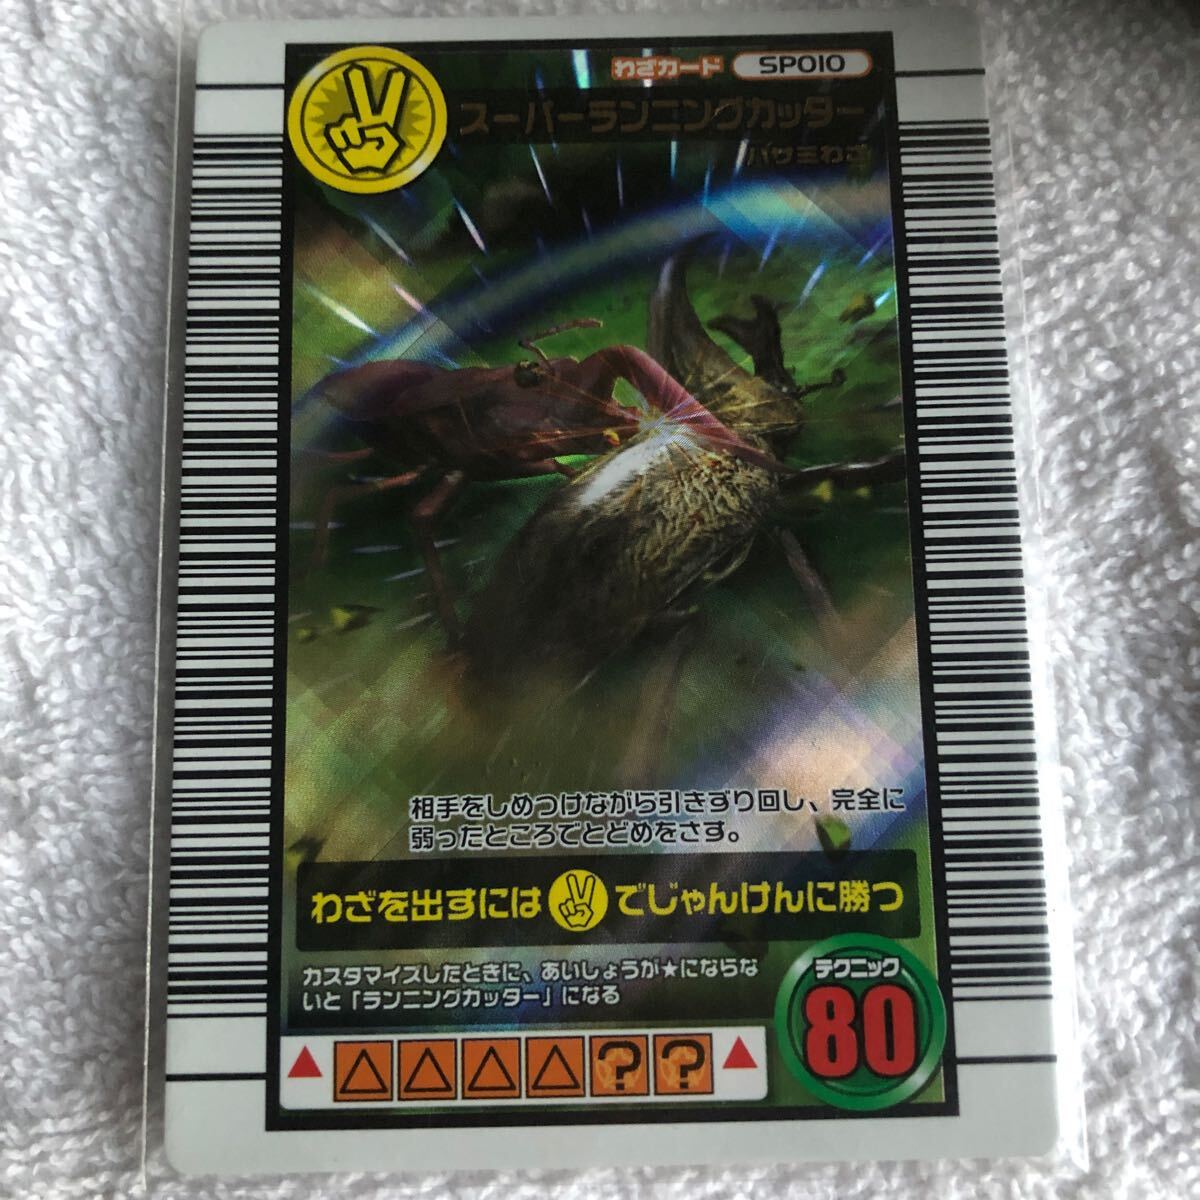 わざカード SP010
スーパーランニングカッター
ハサミわざ
相手をしめつけながら引きずり回し、完全に
弱ったところでとどめをさす。
わざを出すには でじゃんけんに勝つ
カスタマイズしたときに、あいしょうが★にならな
いと「ランニングカッター」になる
テクニック
80
▲ △ △ △ △ ? ? ▲